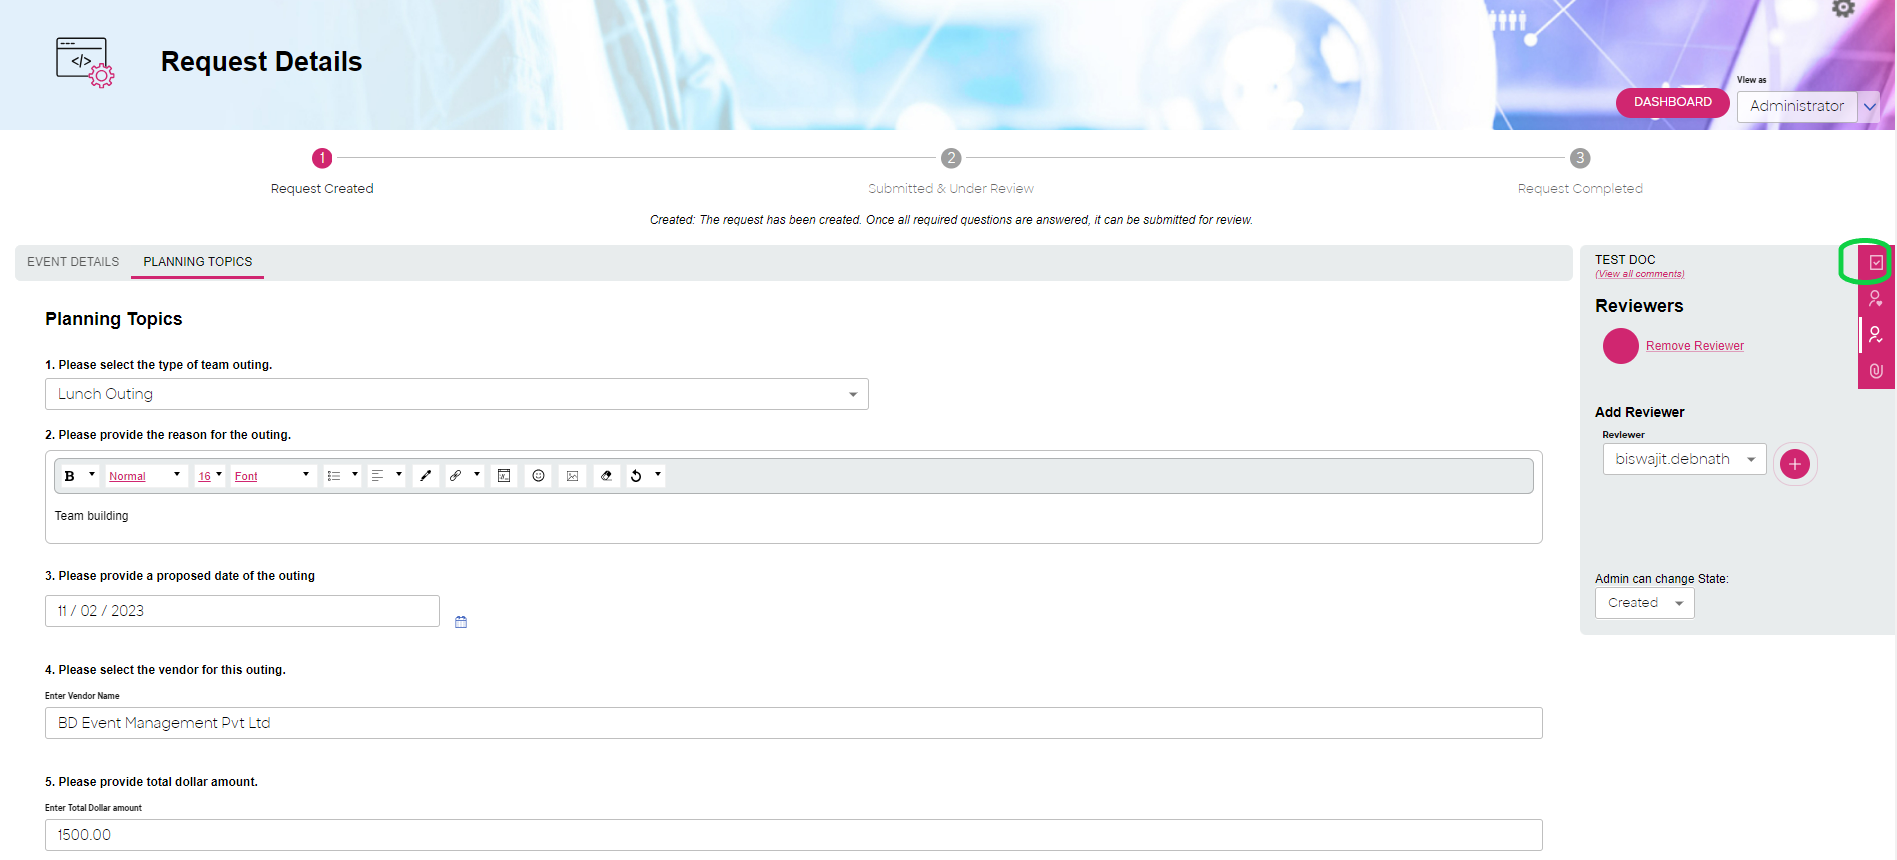 Request Details
View as
DASHBOARD
Administrator
1
2
3
Request Created
Submitted & Under Review
Request Completed
Created: The request has been created. Once all required questions are answered, it can be submitted for review.
EVENT DETAILS
PLANNING TOPICS
TEST DOC
(View all comments)
Reviewers
Remove Reviewer
Add Reviewer
Reviewer
biswajit.debnath
Admin can change State:
Created
Planning Topics
1. Please select the type of team outing.
Lunch Outing
2. Please provide the reason for the outing.
B Normal 16 Font
Team building
3. Please provide a proposed date of the outing
11 / 02 / 2023
4. Please select the vendor for this outing.
Enter Vendor Name
BD Event Management Pvt Ltd
5. Please provide total dollar amount.
Enter Total Dollar amount
1500.00